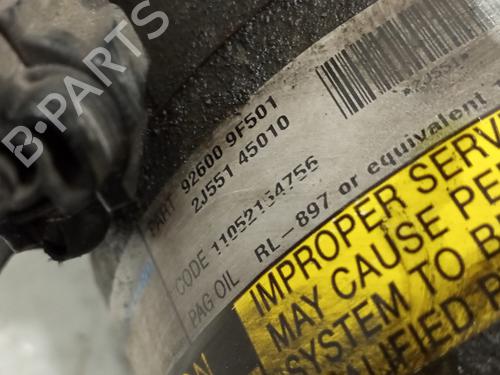 B-PARTS
PART 92600 9F501
2J551 45010
CODE 11052154756
PAG OIL RL-897 or equivalent
IMPROPER SERV
MAY CAUSE PE
SYSTEM TO B